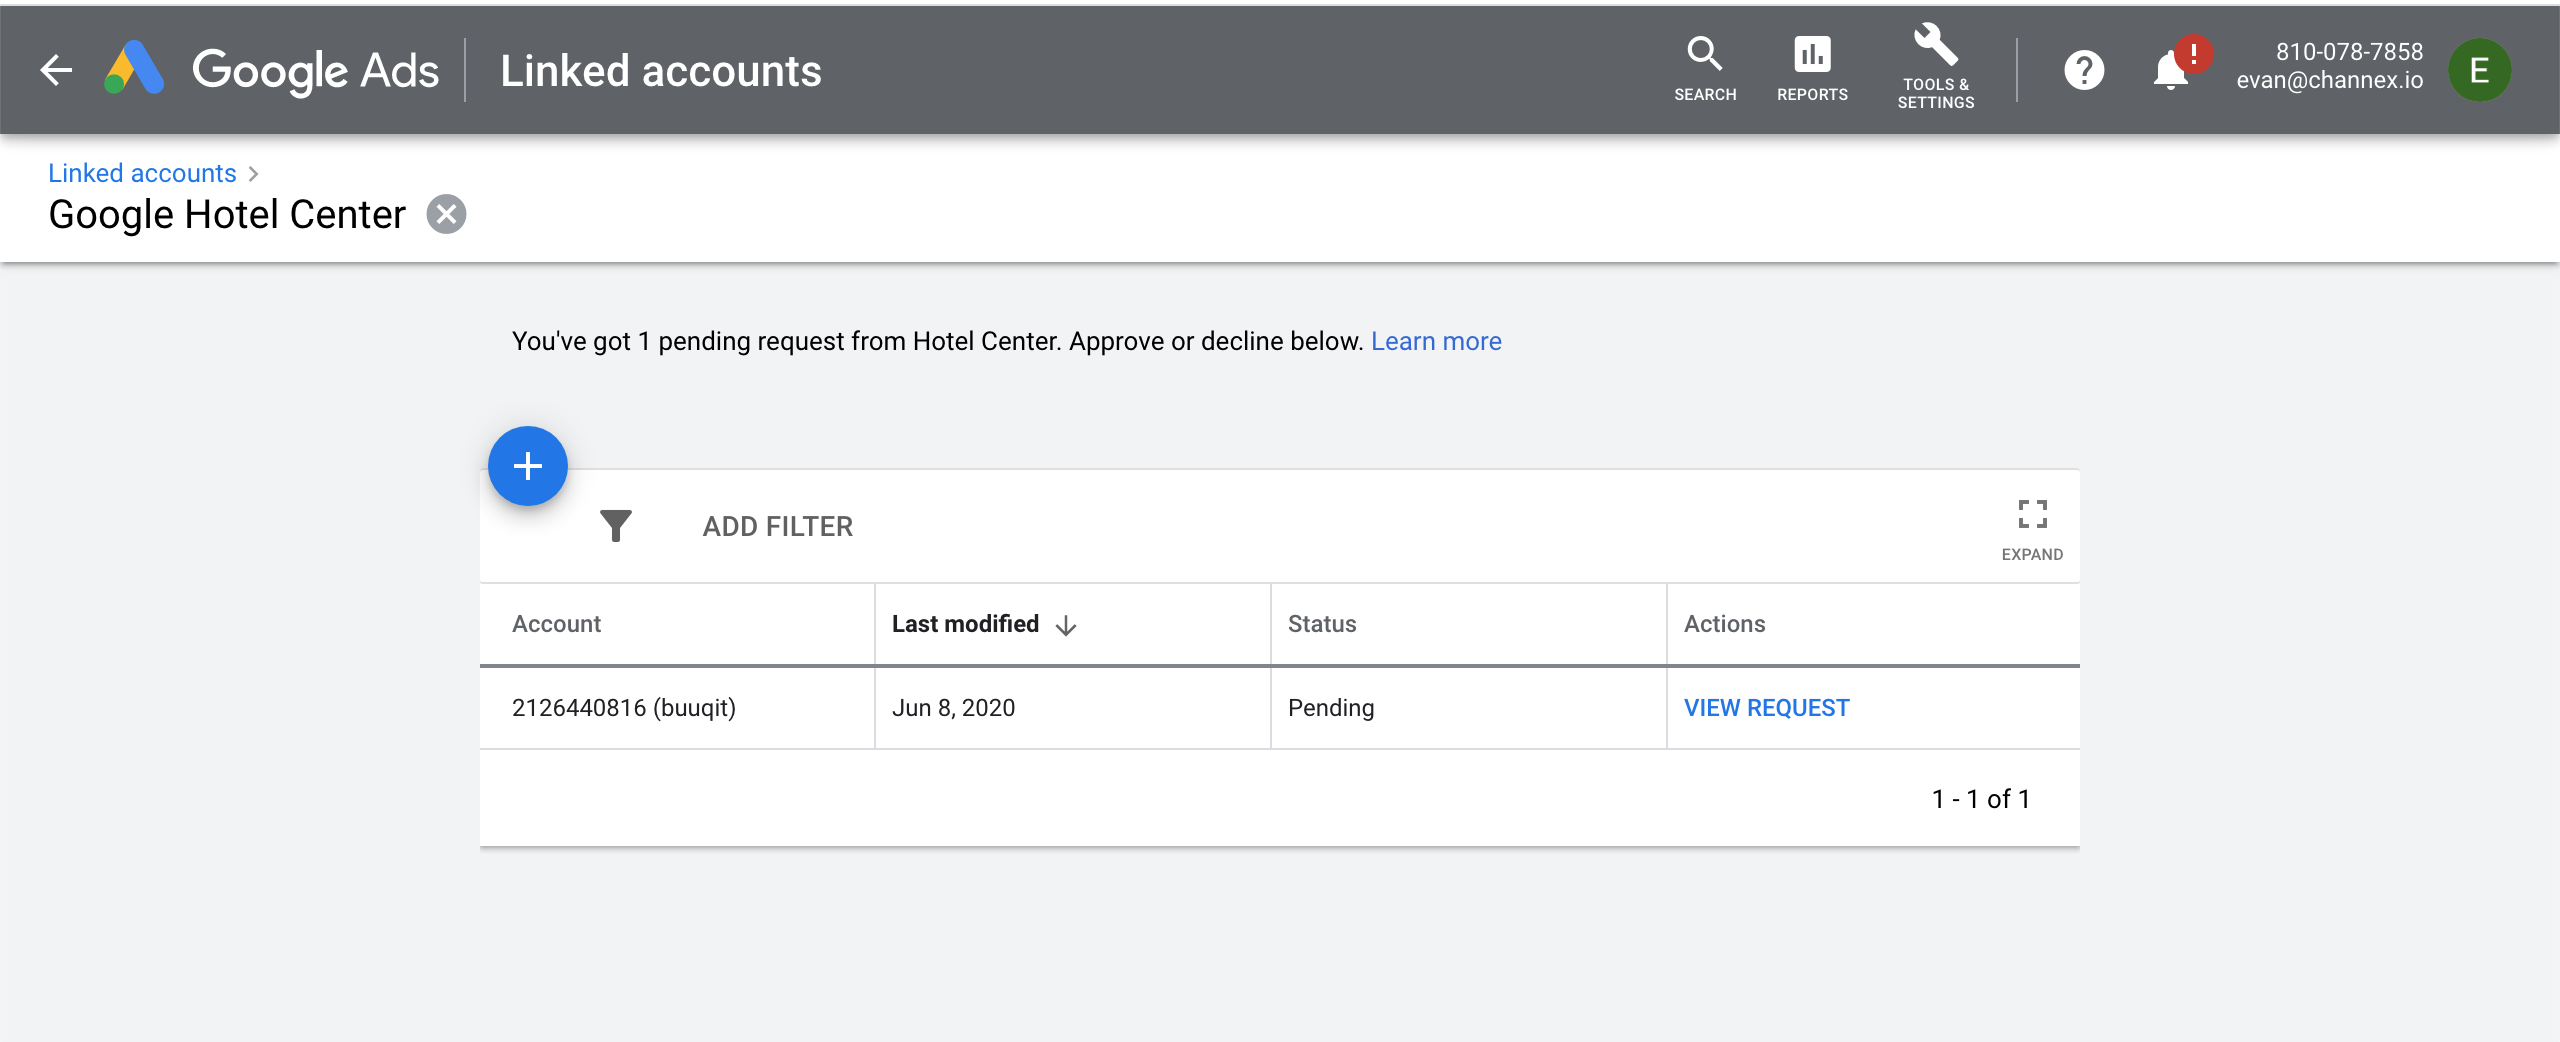 Google Ads Linked accounts
SEARCH
REPORTS
TOOLS &
SETTINGS
?
!
810-078-7858
evan@channex.io
E
Linked accounts >
Google Hotel Center
You've got 1 pending request from Hotel Center. Approve or decline below. Learn more
ADD FILTER
EXPAND
Account Last modified Status Actions
2126440816 (buuqit) Jun 8, 2020 Pending VIEW REQUEST
1 - 1 of 1